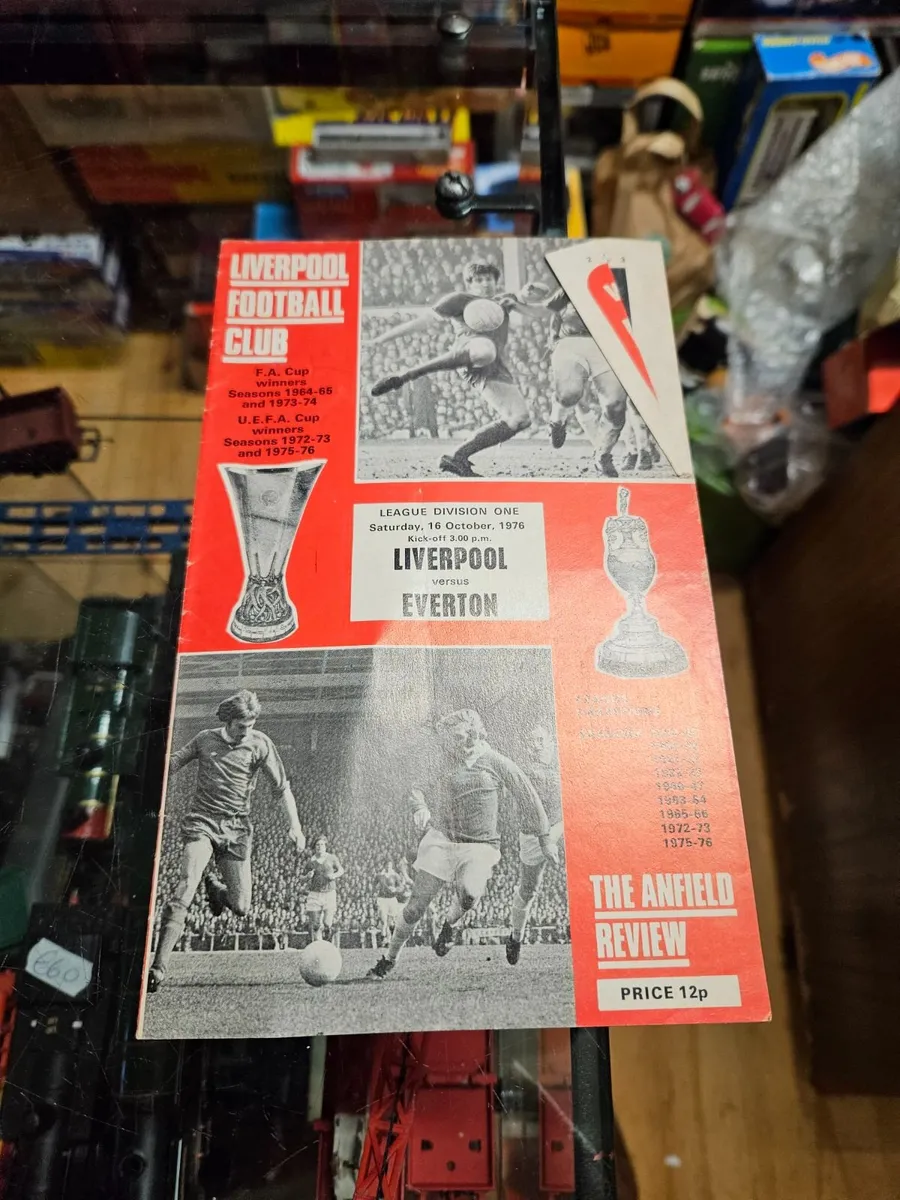 LIVERPOOL
FOOTBALL
CLUB
F.A. Cup
winners
Seasons 1964-65
and 1973-74
U.E.F.A. Cup
winners
Seasons 1972-73
and 1975-76
LEAGUE DIVISION ONE
Saturday, 16 October, 1976
Kick-off 3.00 p.m.
LIVERPOOL
versus
EVERTON
1946-47
1963-64
1965-66
1972-73
1975-76
THE ANFIELD
REVIEW
PRICE 12p
£60